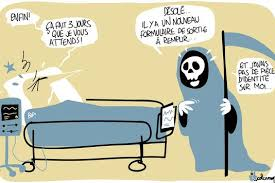 ENFIN!
ÇA FAIT 3 JOURS
QUE JE VOUS
ATTENDS!
DÉSOLÉ...
IL Y A UN NOUVEAU
FORMULAIRE DE SORTIE
À REMPLIR...
ET J'AVAIS
PAS DE PIÈCE
D'IDENTITÉ
SUR MOI...